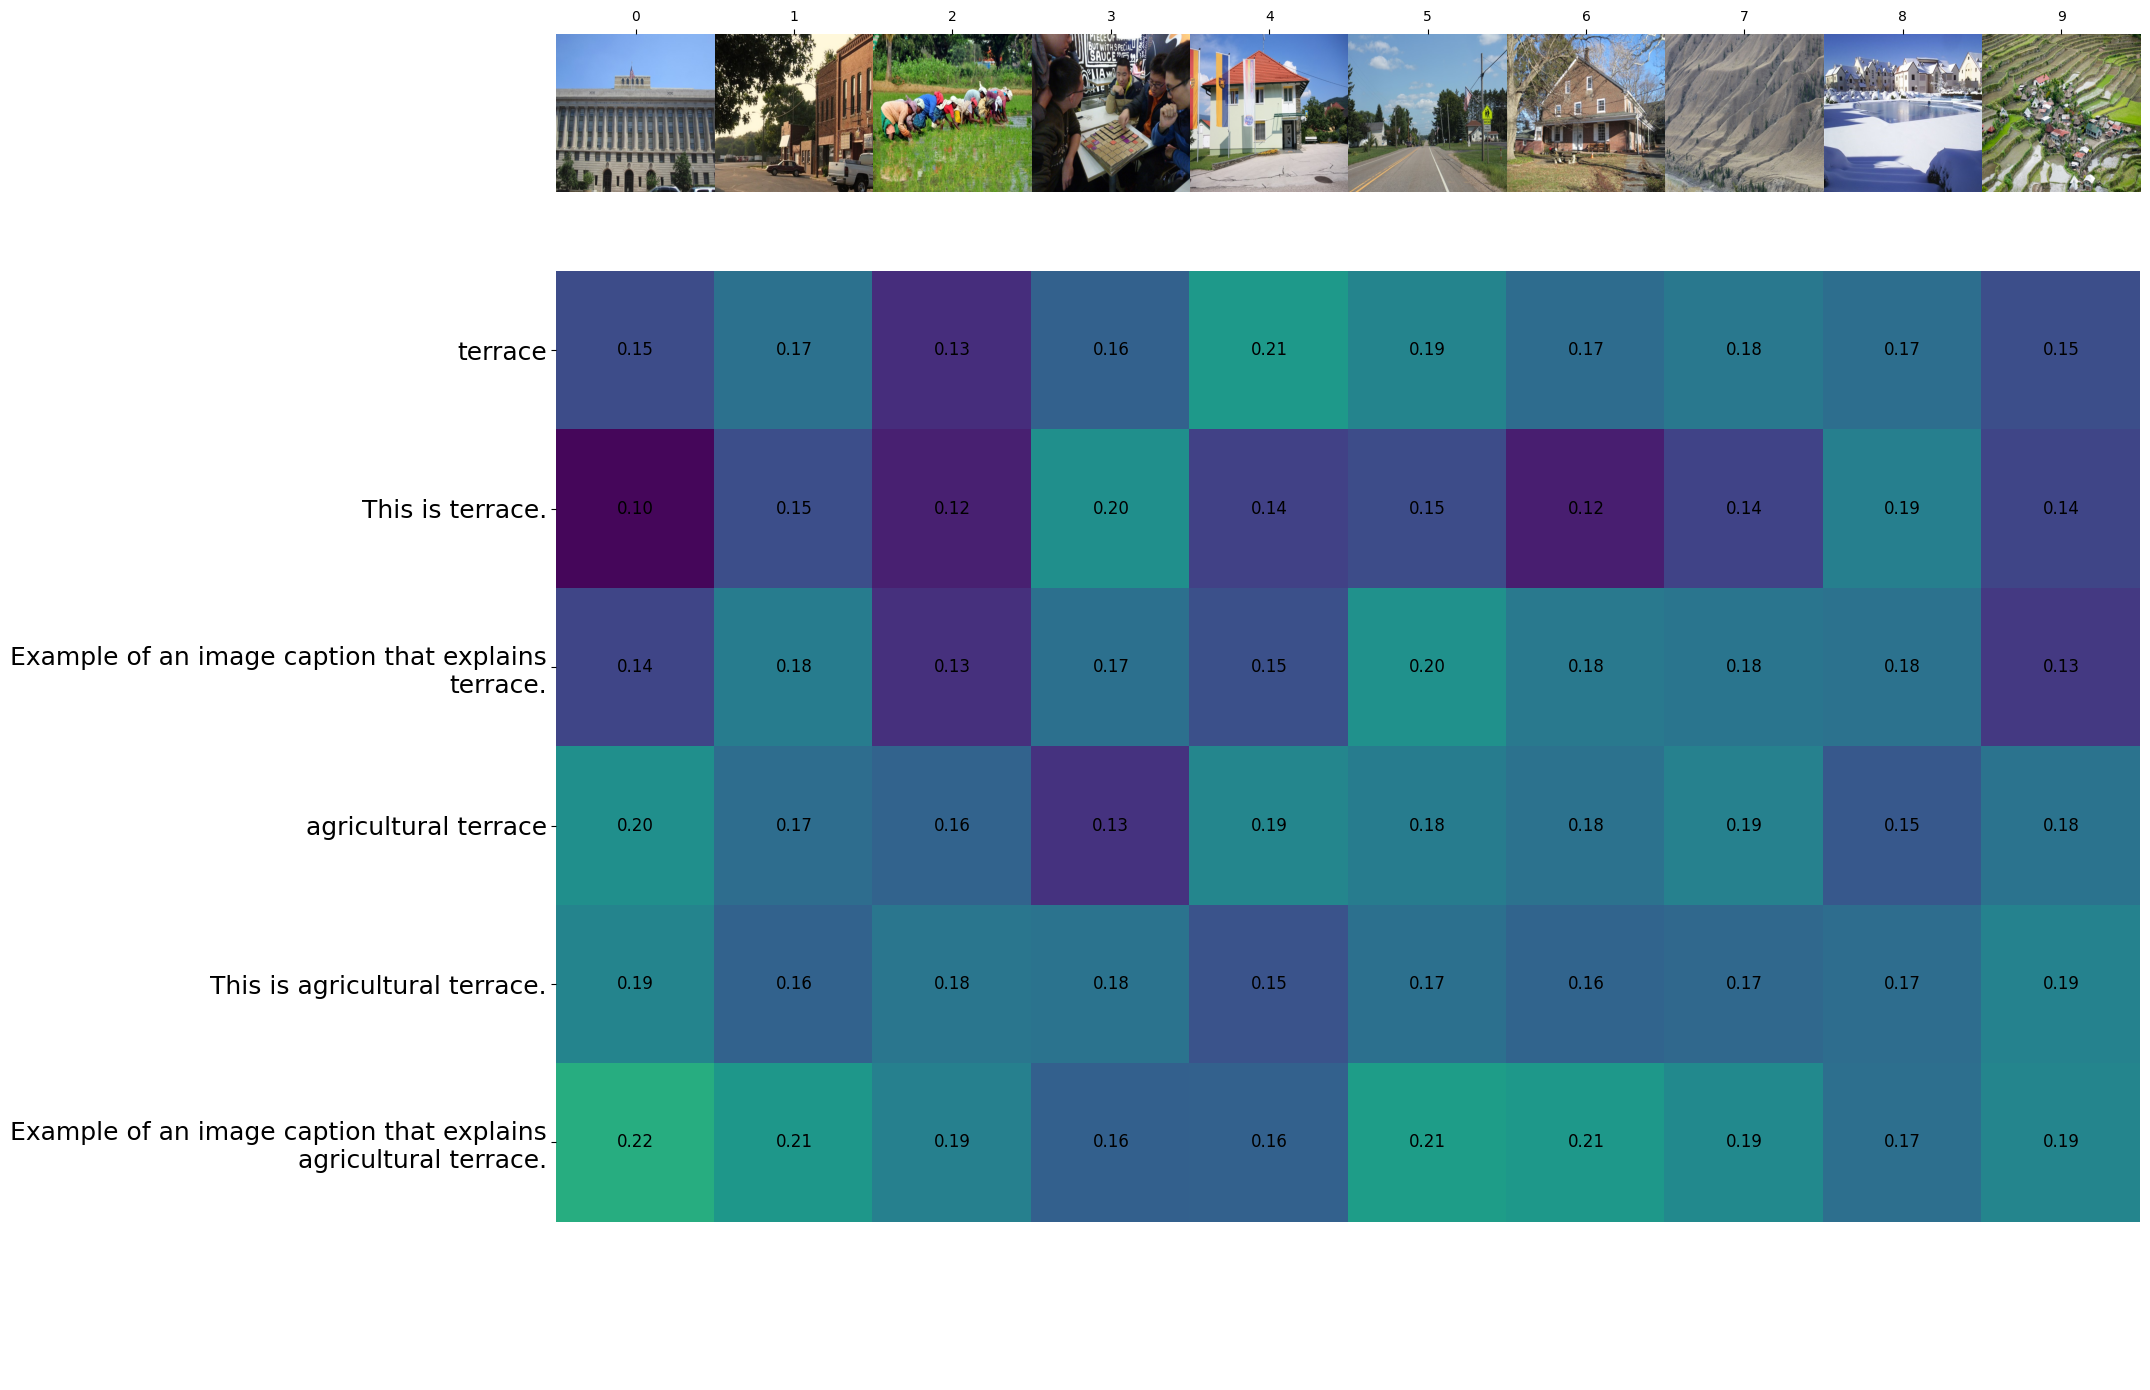 0 1 2 3 4 5 6 7 8 9
PIECE OF
BUT WITH SPECIAL
SAUCE
terrace 0.15 0.17 0.13 0.16 0.21 0.19 0.17 0.18 0.17 0.15
This is terrace. 0.10 0.15 0.12 0.20 0.14 0.15 0.12 0.14 0.19 0.14
Example of an image caption that explains
terrace. 0.14 0.18 0.13 0.17 0.15 0.20 0.18 0.18 0.18 0.13
agricultural terrace 0.20 0.17 0.16 0.13 0.19 0.18 0.18 0.19 0.15 0.18
This is agricultural terrace. 0.19 0.16 0.18 0.18 0.15 0.17 0.16 0.17 0.17 0.19
Example of an image caption that explains
agricultural terrace. 0.22 0.21 0.19 0.16 0.16 0.21 0.21 0.19 0.17 0.19